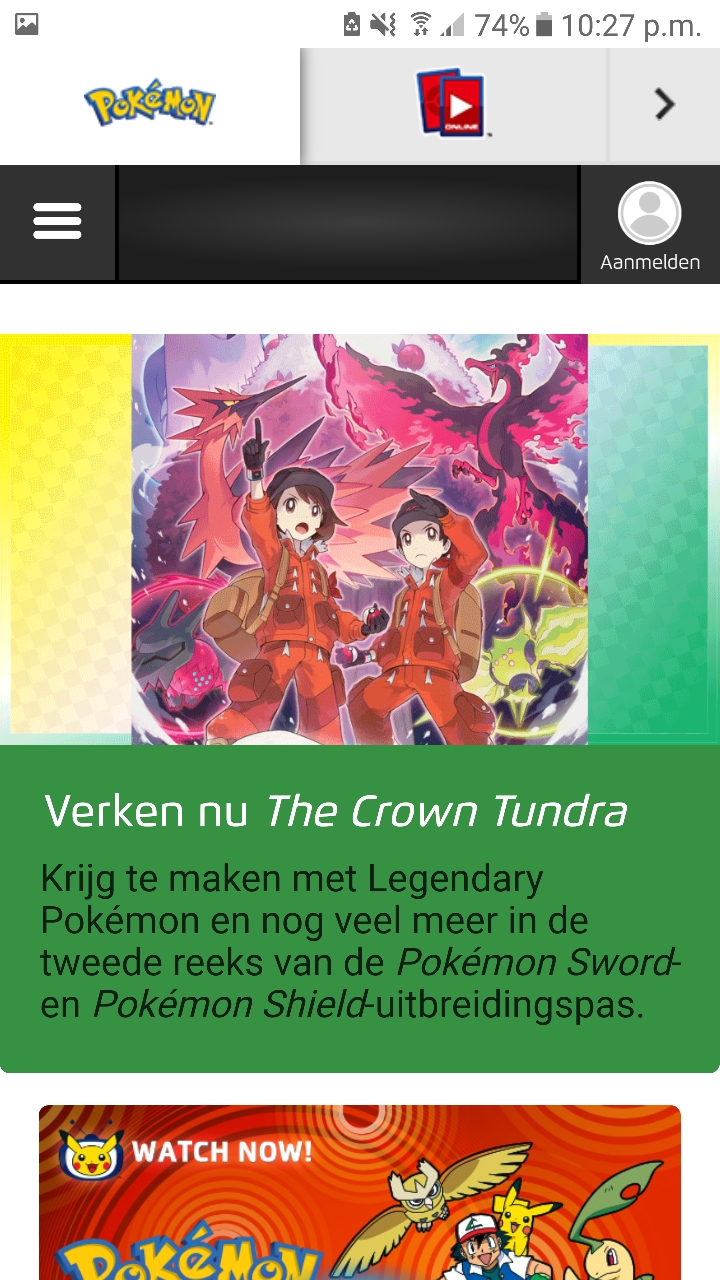 74% 10:27 p.m.
POKéMON
ONLINE
Aanmelden
Verken nu The Crown Tundra
Krijg te maken met Legendary
Pokémon en nog veel meer in de
tweede reeks van de Pokémon Sword-
en Pokémon Shield-uitbreidingspas.
WATCH NOW!
POKéMON